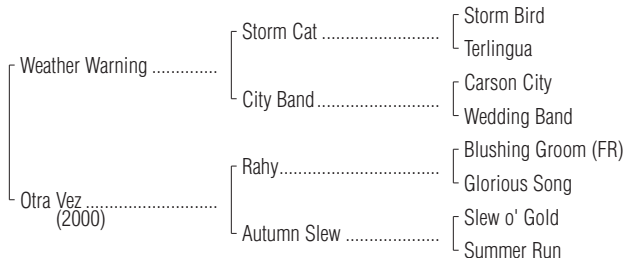 Storm Bird
Storm Cat ......................
Terlingua
Weather Warning .............
Carson City
City Band.......................
Wedding Band
Blushing Groom (FR)
Rahy..............................
Glorious Song
Otra Vez ..........................
(2000)
Slew o' Gold
Autumn Slew ..................
Summer Run